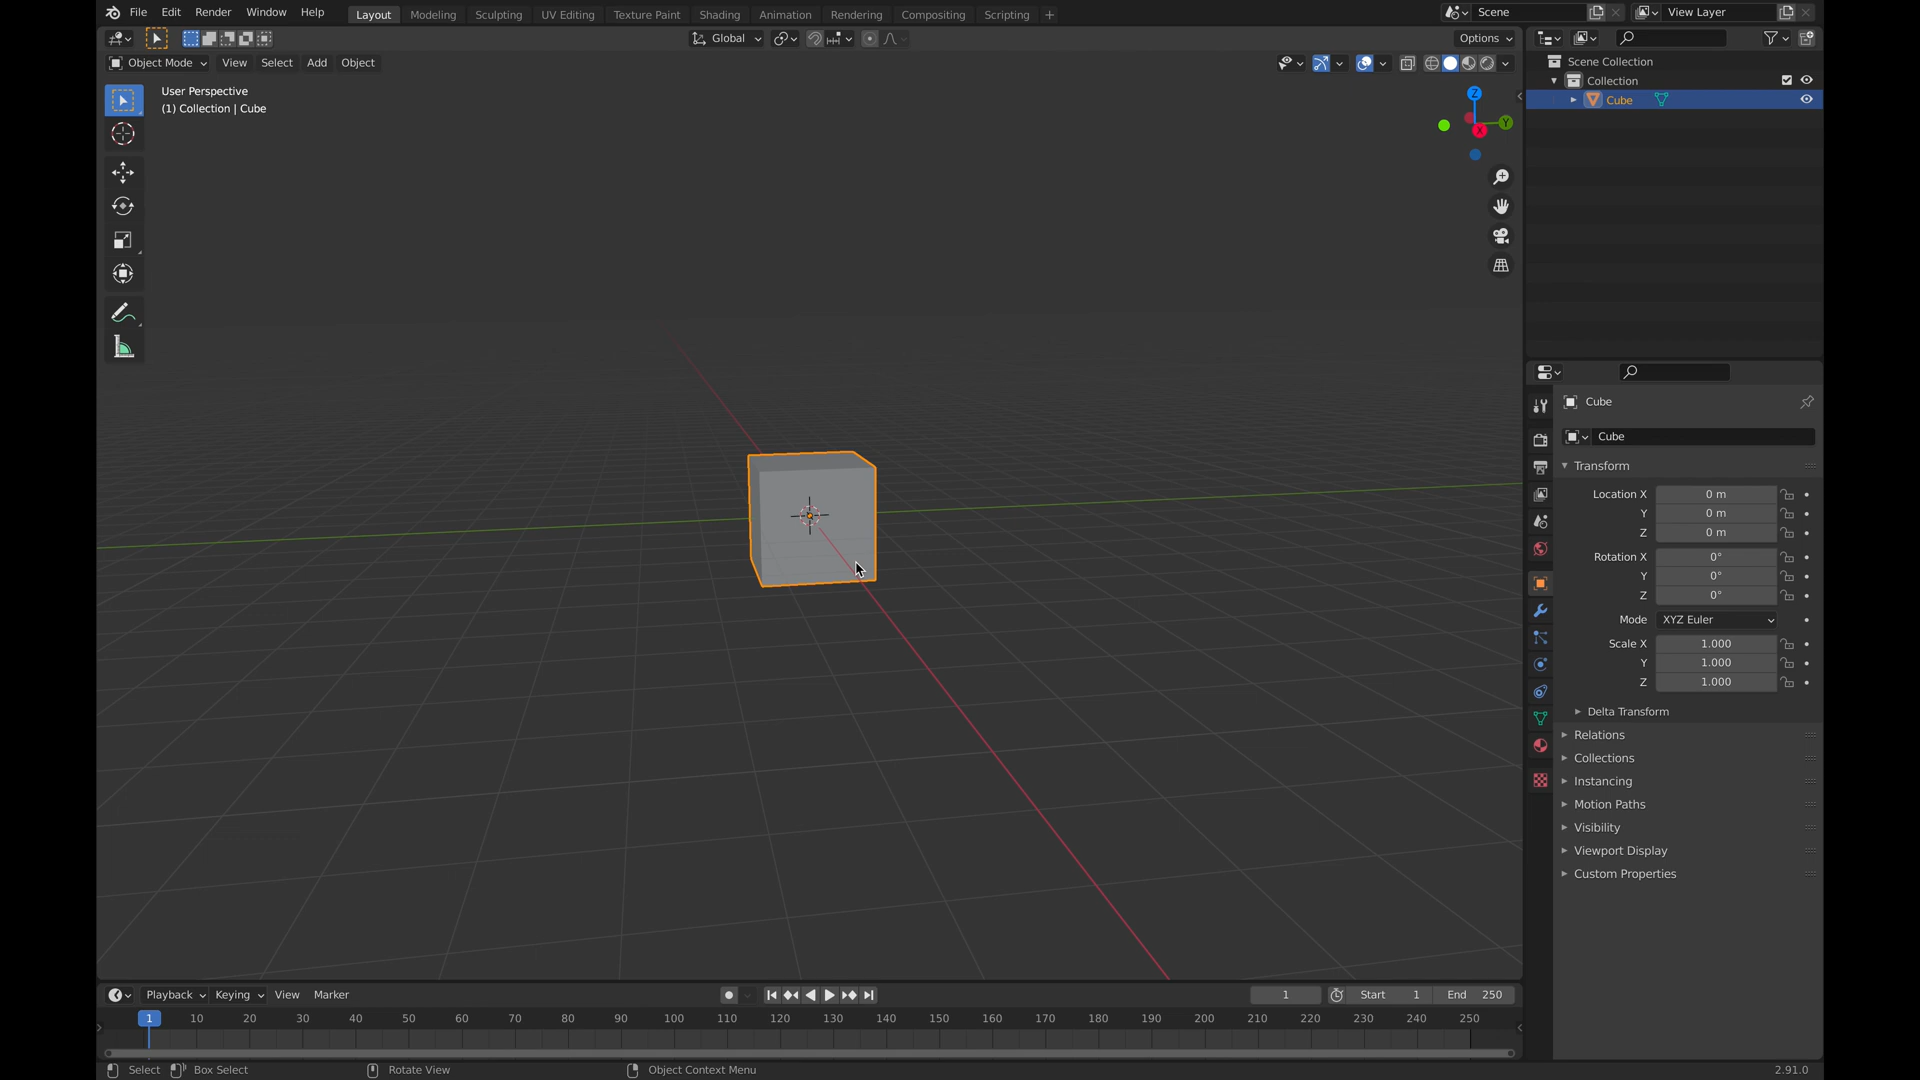 File Edit Render Window Help Layout Modeling Sculpting UV Editing Texture Paint Shading Animation Rendering Compositing Scripting + Scene View Layer
Global Options
Object Mode View Select Add Object
User Perspective
(1) Collection | Cube
Z
Y
X
Scene Collection
Collection
Cube
Cube
Cube
Transform
Location X 0 m
Y 0 m
Z 0 m
Rotation X 0°
Y 0°
Z 0°
Mode XYZ Euler
Scale X 1.000
Y 1.000
Z 1.000
Delta Transform
Relations
Collections
Instancing
Motion Paths
Visibility
Viewport Display
Custom Properties
Playback Keying View Marker 1 Start 1 End 250
1 10 20 30 40 50 60 70 80 90 100 110 120 130 140 150 160 170 180 190 200 210 220 230 240 250
Select Box Select Rotate View Object Context Menu 2.91.0